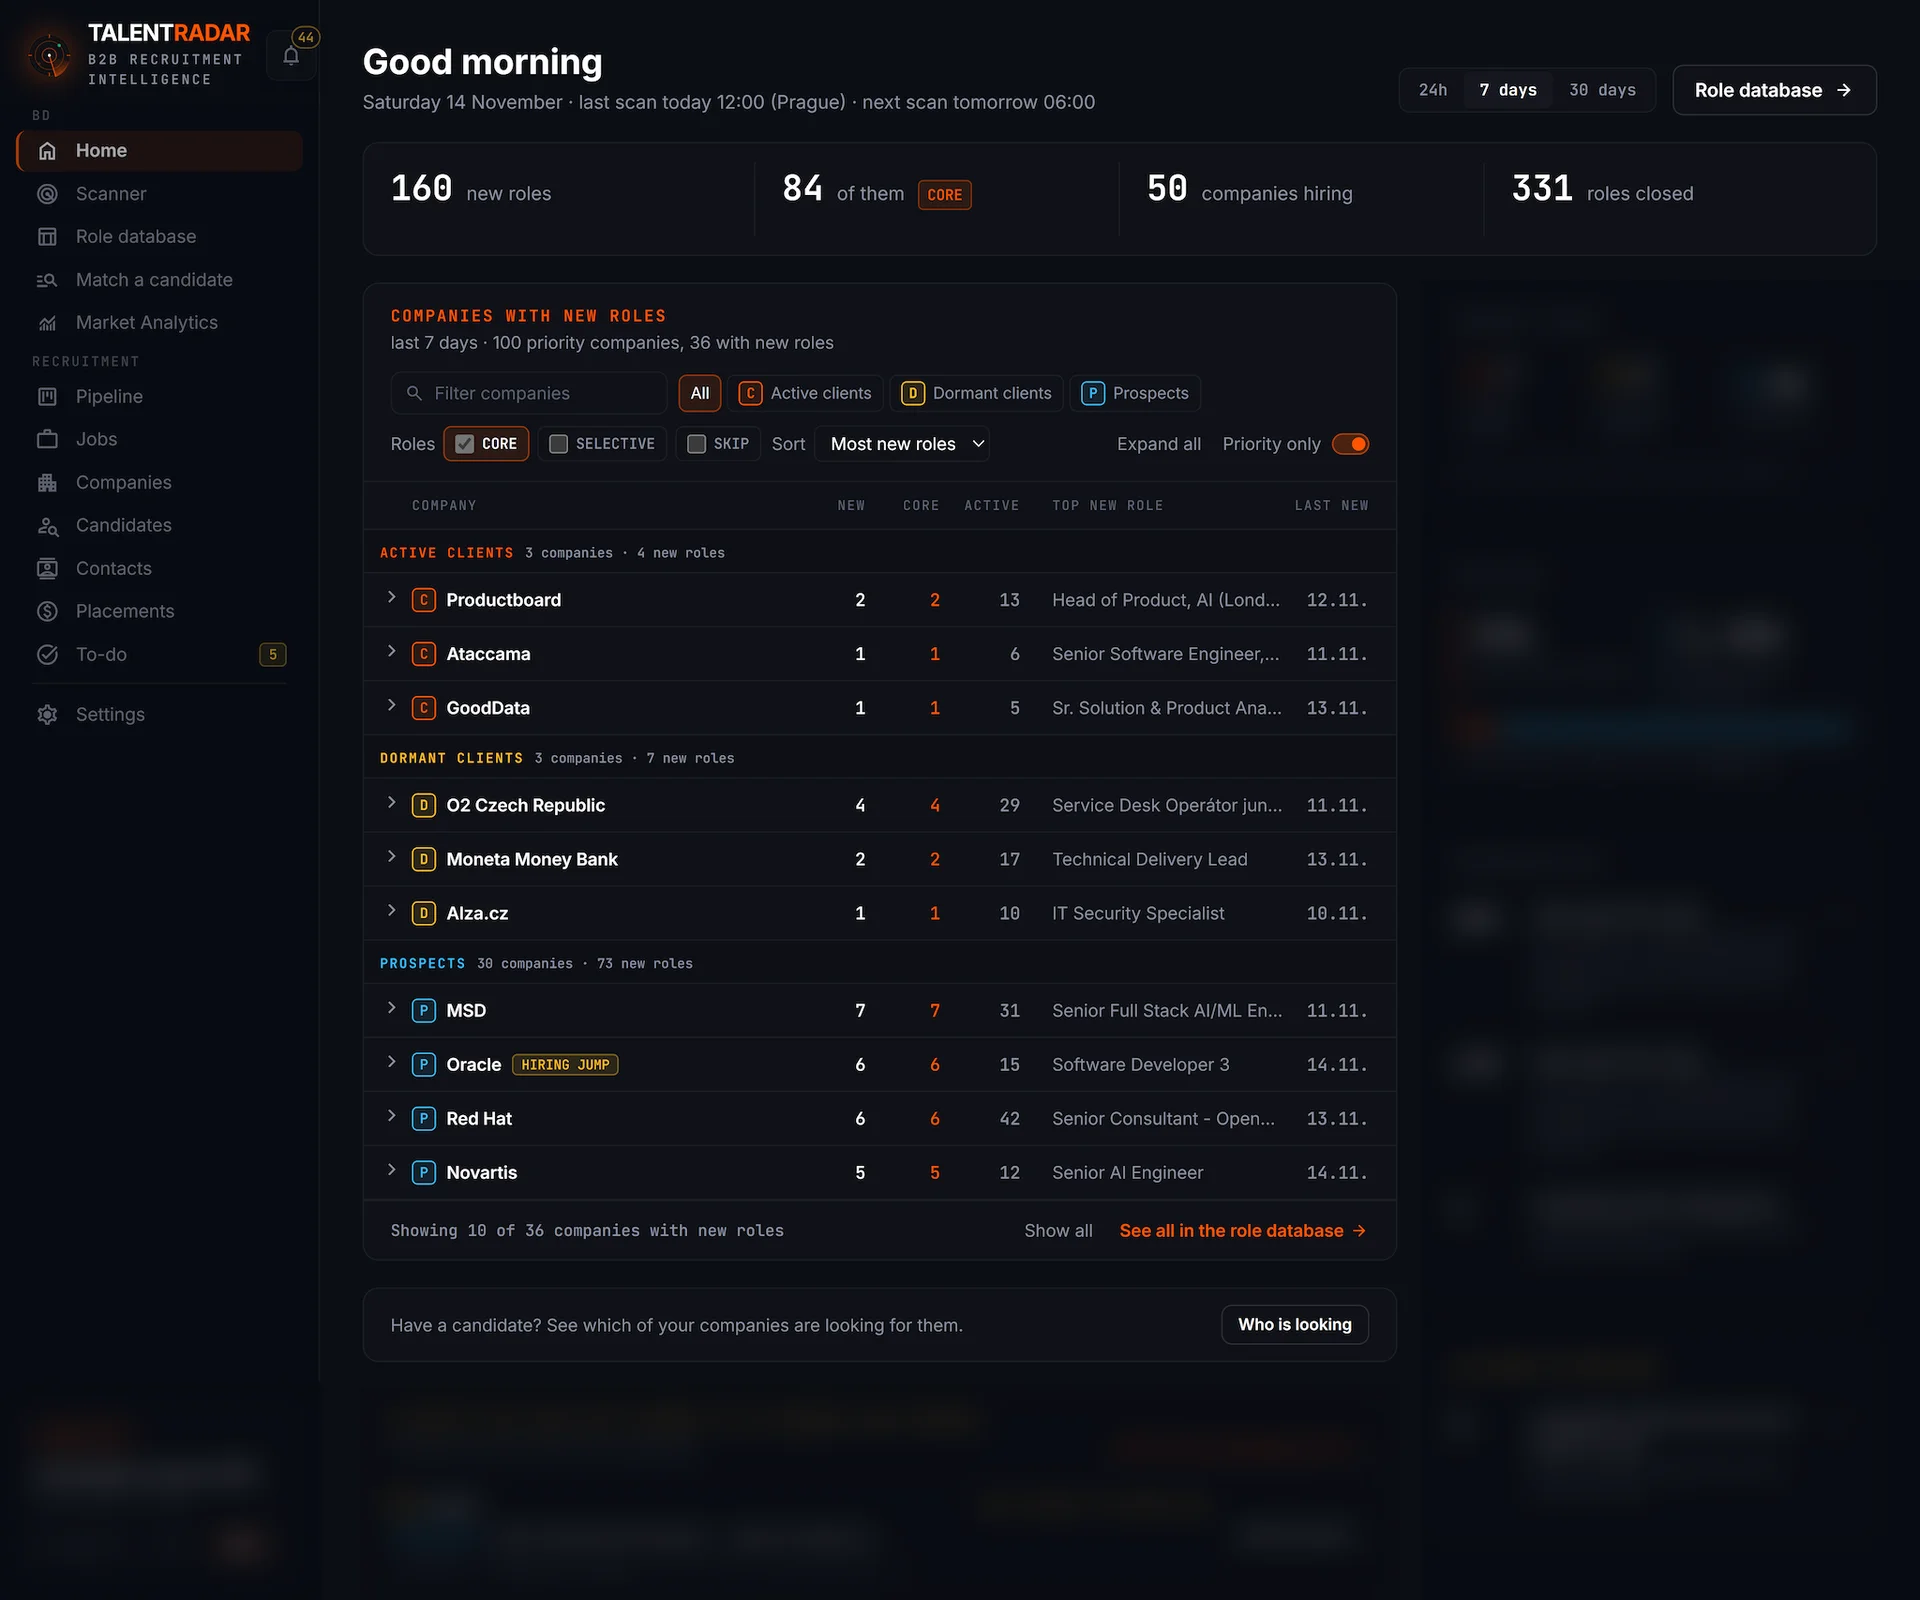 TALENTRADAR
B2B RECRUITMENT
INTELLIGENCE
44
BD
Home
Scanner
Role database
Match a candidate
Market Analytics
RECRUITMENT
Pipeline
Jobs
Companies
Candidates
Contacts
Placements
To-do 5
Settings
Good morning
Saturday 14 November · last scan today 12:00 (Prague) · next scan tomorrow 06:00
24h 7 days 30 days
Role database →
160 new roles
84 of them CORE
50 companies hiring
331 roles closed
COMPANIES WITH NEW ROLES
last 7 days · 100 priority companies, 36 with new roles
Filter companies All C Active clients D Dormant clients P Prospects
Roles CORE SELECTIVE SKIP Sort Most new roles Expand all Priority only
COMPANY NEW CORE ACTIVE TOP NEW ROLE LAST NEW
ACTIVE CLIENTS 3 companies · 4 new roles
C Productboard 2 2 13 Head of Product, AI (Lond... 12.11.
C Ataccama 1 1 6 Senior Software Engineer,... 11.11.
C GoodData 1 1 5 Sr. Solution & Product Ana... 13.11.
DORMANT CLIENTS 3 companies · 7 new roles
D O2 Czech Republic 4 4 29 Service Desk Operátor jun... 11.11.
D Moneta Money Bank 2 2 17 Technical Delivery Lead 13.11.
D Alza.cz 1 1 10 IT Security Specialist 10.11.
PROSPECTS 30 companies · 73 new roles
P MSD 7 7 31 Senior Full Stack AI/ML En... 11.11.
P Oracle HIRING JUMP 6 6 15 Software Developer 3 14.11.
P Red Hat 6 6 42 Senior Consultant - Open... 13.11.
P Novartis 5 5 12 Senior AI Engineer 14.11.
Showing 10 of 36 companies with new roles Show all See all in the role database →
Have a candidate? See which of your companies are looking for them. Who is looking